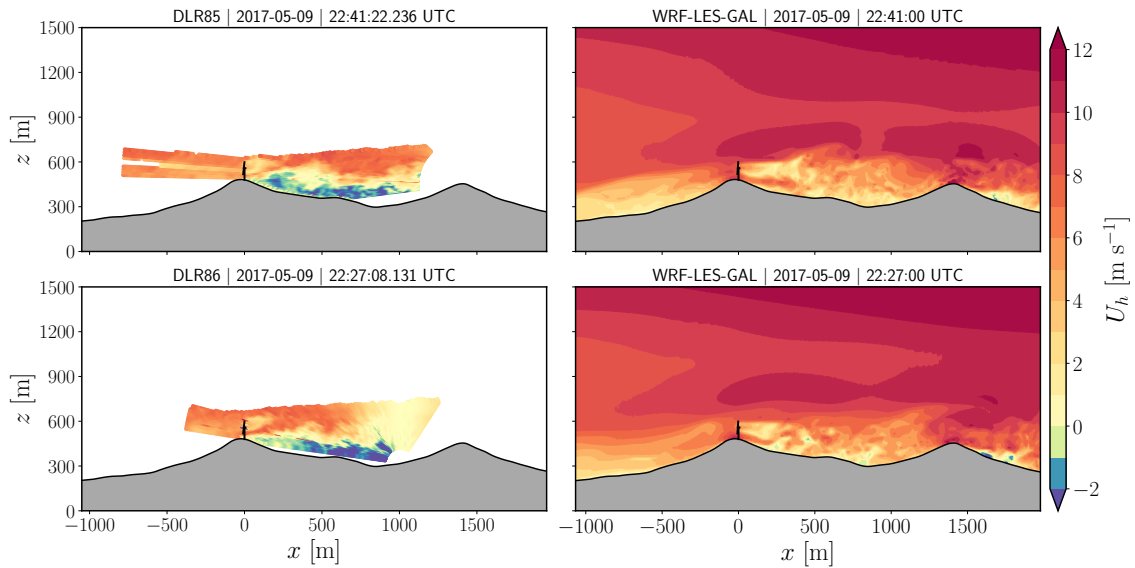 DLR85 | 2017-05-09 | 22:41:22.236 UTC
WRF-LES-GAL | 2017-05-09 | 22:41:00 UTC
1500
1200
900
600
300
0
z [m]
12
10
8
6
4
2
0
−2
U_h [m s⁻¹]
DLR86 | 2017-05-09 | 22:27:08.131 UTC
WRF-LES-GAL | 2017-05-09 | 22:27:00 UTC
1500
1200
900
600
300
0
z [m]
−1000 −500 0 500 1000 1500
−1000 −500 0 500 1000 1500
x [m]
x [m]